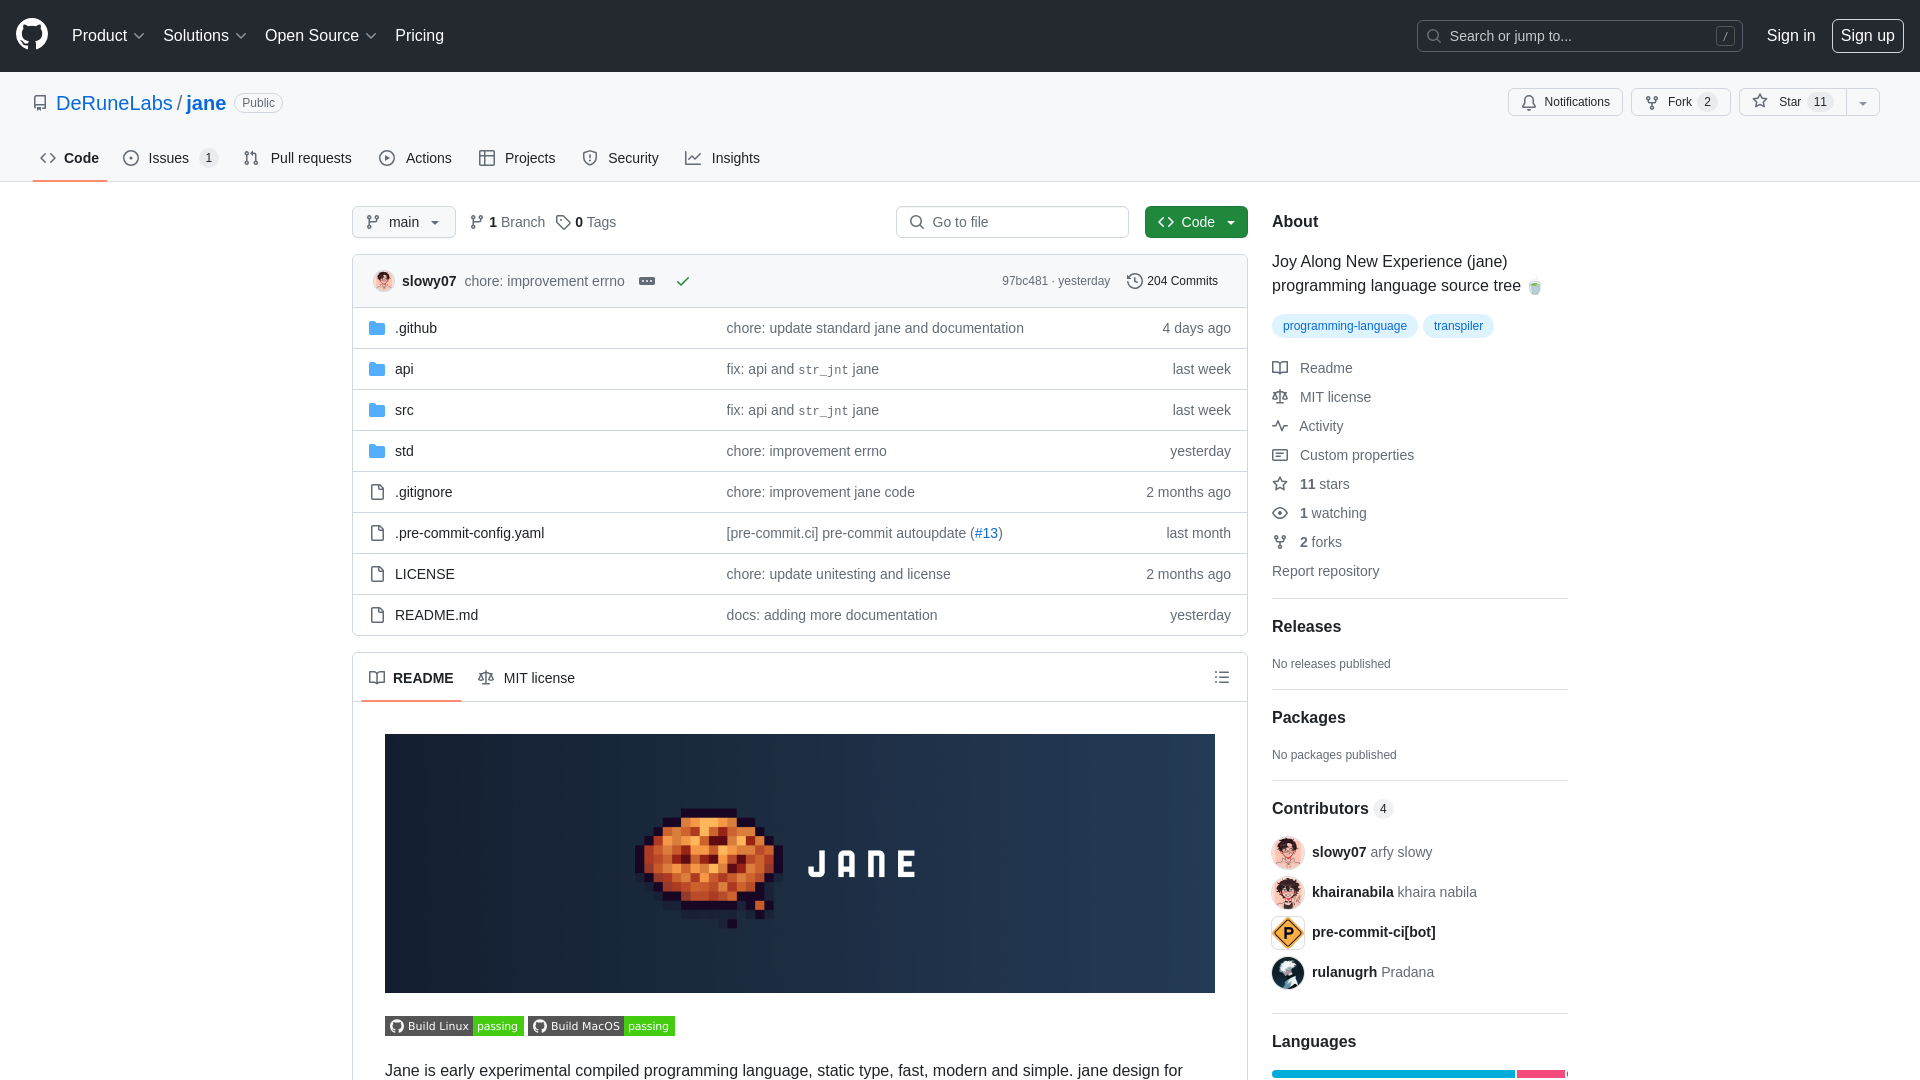 Product Solutions Open Source Pricing Search or jump to... / Sign in Sign up
DeRuneLabs / jane Public Notifications Fork 2 Star 11
Code Issues 1 Pull requests Actions Projects Security Insights
main 1 Branch 0 Tags Go to file Code
slowy07 chore: improvement errno 97bc481 · yesterday 204 Commits
.github chore: update standard jane and documentation 4 days ago
api fix: api and str_jnt jane last week
src fix: api and str_jnt jane last week
std chore: improvement errno yesterday
.gitignore chore: improvement jane code 2 months ago
.pre-commit-config.yaml [pre-commit.ci] pre-commit autoupdate (#13) last month
LICENSE chore: update unitesting and license 2 months ago
README.md docs: adding more documentation yesterday
README MIT license
JANE
Build Linux passing Build MacOS passing
Jane is early experimental compiled programming language, static type, fast, modern and simple. jane design for
About
Joy Along New Experience (jane)
programming language source tree 🍵
programming-language transpiler
Readme
MIT license
Activity
Custom properties
11 stars
1 watching
2 forks
Report repository
Releases
No releases published
Packages
No packages published
Contributors 4
slowy07 arfy slowy
khairanabila khaira nabila
P pre-commit-ci[bot]
rulanugrh Pradana
Languages